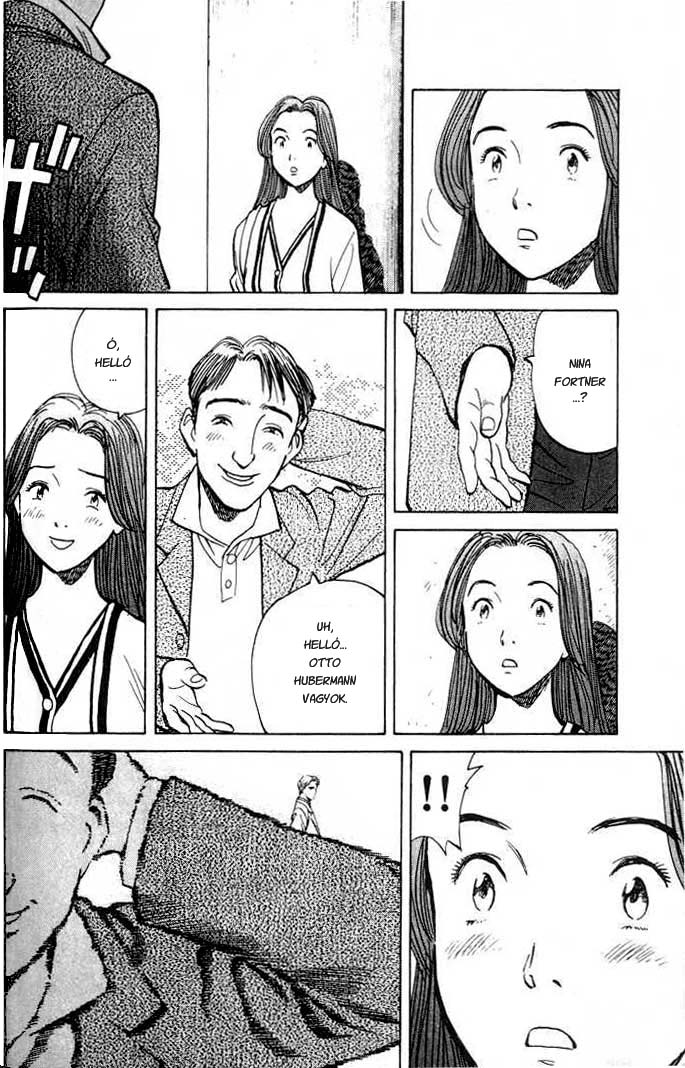 NINA
FORTNER
...?
UH,
HELLÓ...
OTTO
HUBERMANN
VAGYOK.
Ó,
HELLÓ
...
!!